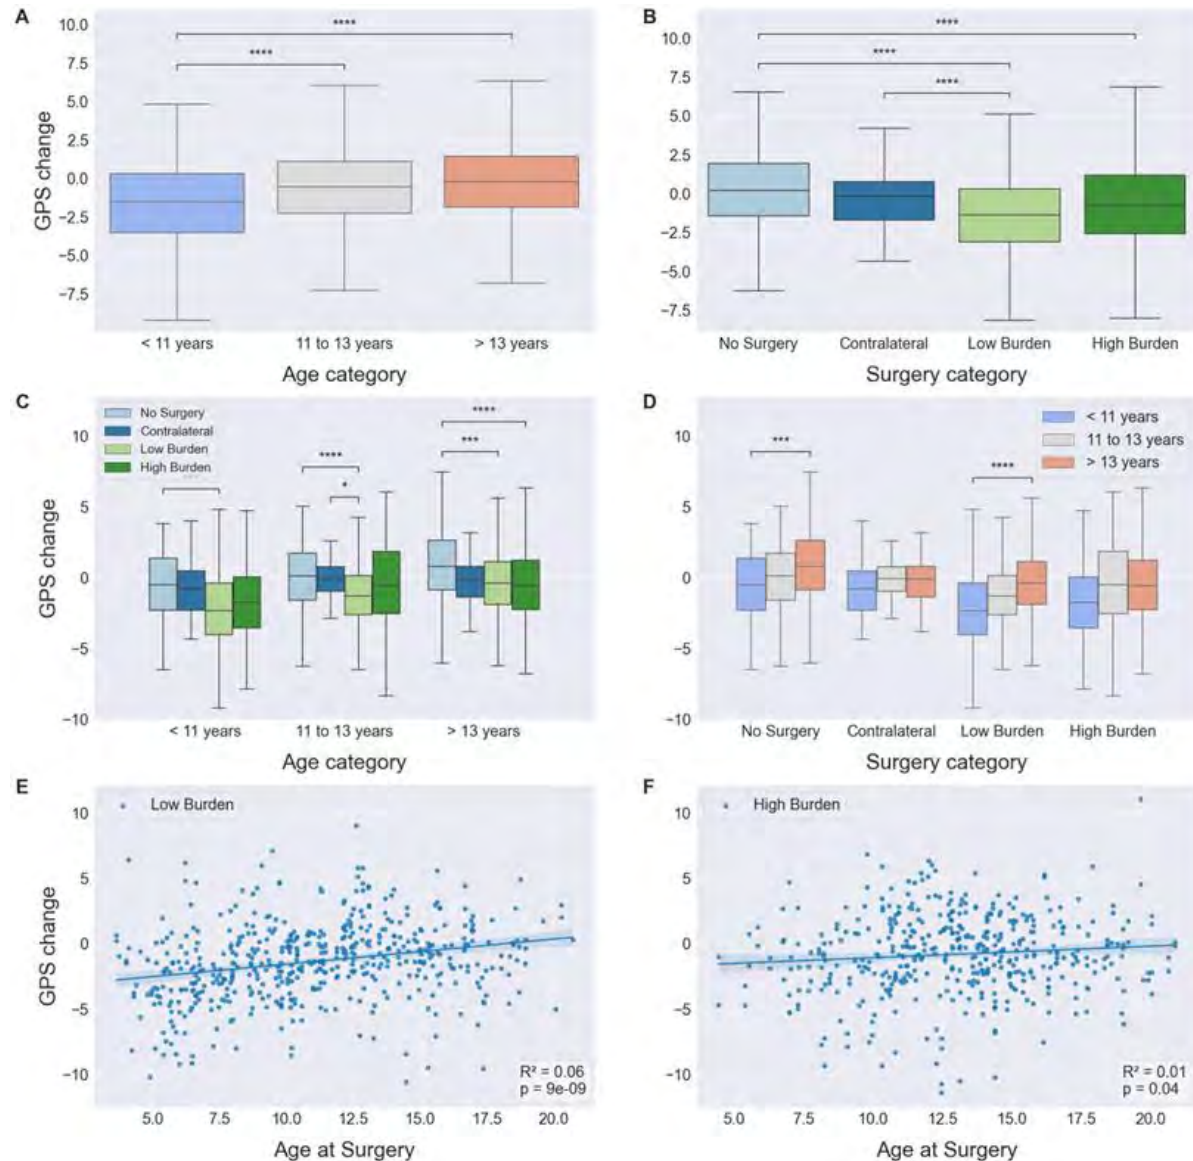 A
10.0
7.5
5.0
2.5
0.0
−2.5
−5.0
−7.5
GPS change
****
****
< 11 years
11 to 13 years
> 13 years
Age category
B
10.0
7.5
5.0
2.5
0.0
−2.5
−5.0
−7.5
****
****
****
No Surgery
Contralateral
Low Burden
High Burden
Surgery category
C
No Surgery
Contralateral
Low Burden
High Burden
10
5
0
−5
−10
GPS change
****
*
****
***
< 11 years
11 to 13 years
> 13 years
Age category
D
< 11 years
11 to 13 years
> 13 years
10
5
0
−5
−10
***
****
No Surgery
Contralateral
Low Burden
High Burden
Surgery category
E
Low Burden
10
5
0
−5
−10
GPS change
R² = 0.06
p = 9e-09
5.0
7.5
10.0
12.5
15.0
17.5
20.0
Age at Surgery
F
High Burden
10
5
0
−5
−10
R² = 0.01
p = 0.04
5.0
7.5
10.0
12.5
15.0
17.5
20.0
Age at Surgery